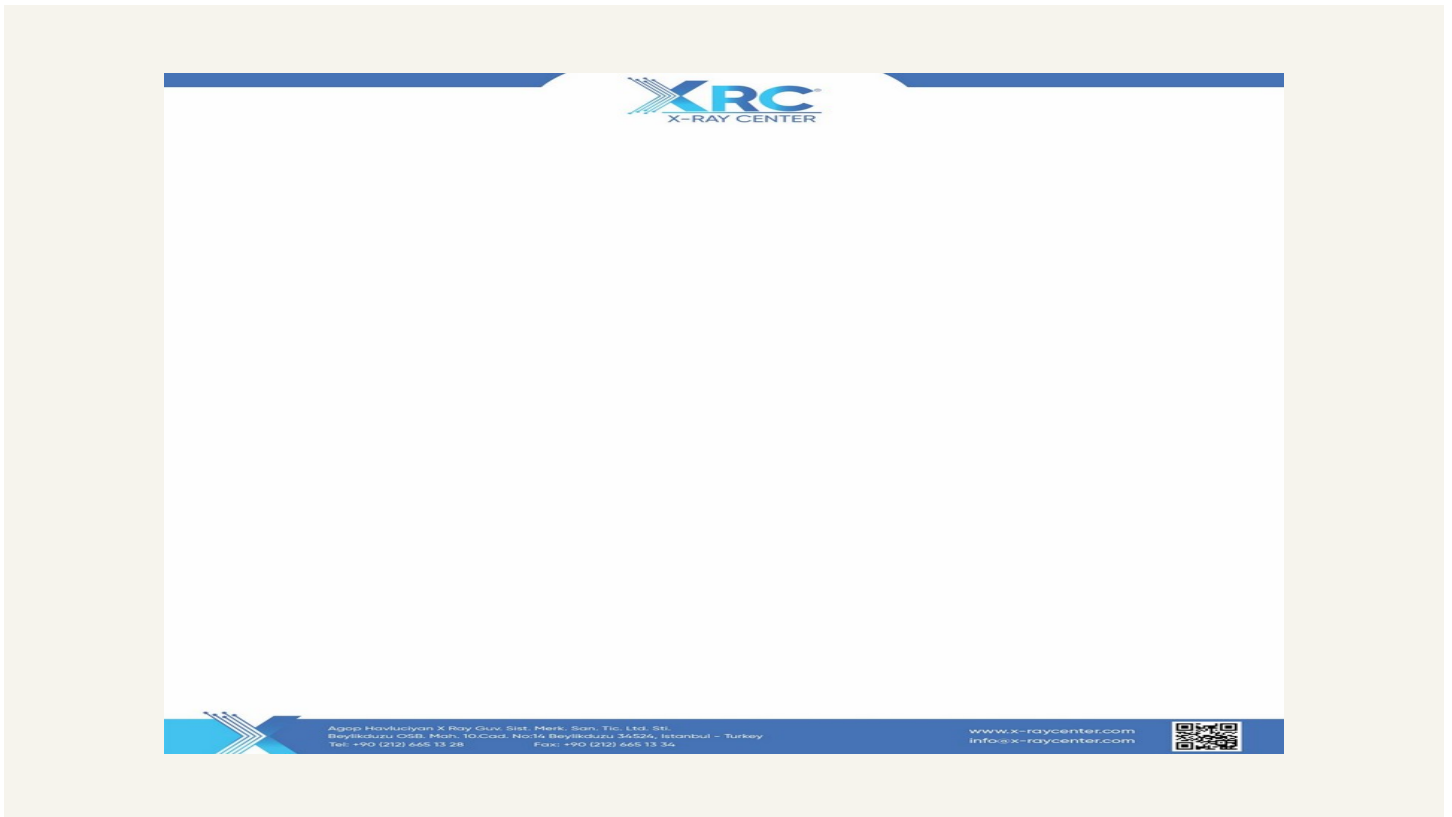 XRC
X-RAY CENTER
Agop Havluciyan X Ray Guv. Sist. Merk. San. Tic. Ltd. Sti.
Beylikduzu OSB. Mah. 10.Cad. No:14 Beylikduzu 34524, Istanbul - Turkey
Tel: +90 (212) 665 13 28 Fax: +90 (212) 665 13 34
www.x-raycenter.com
info@x-raycenter.com